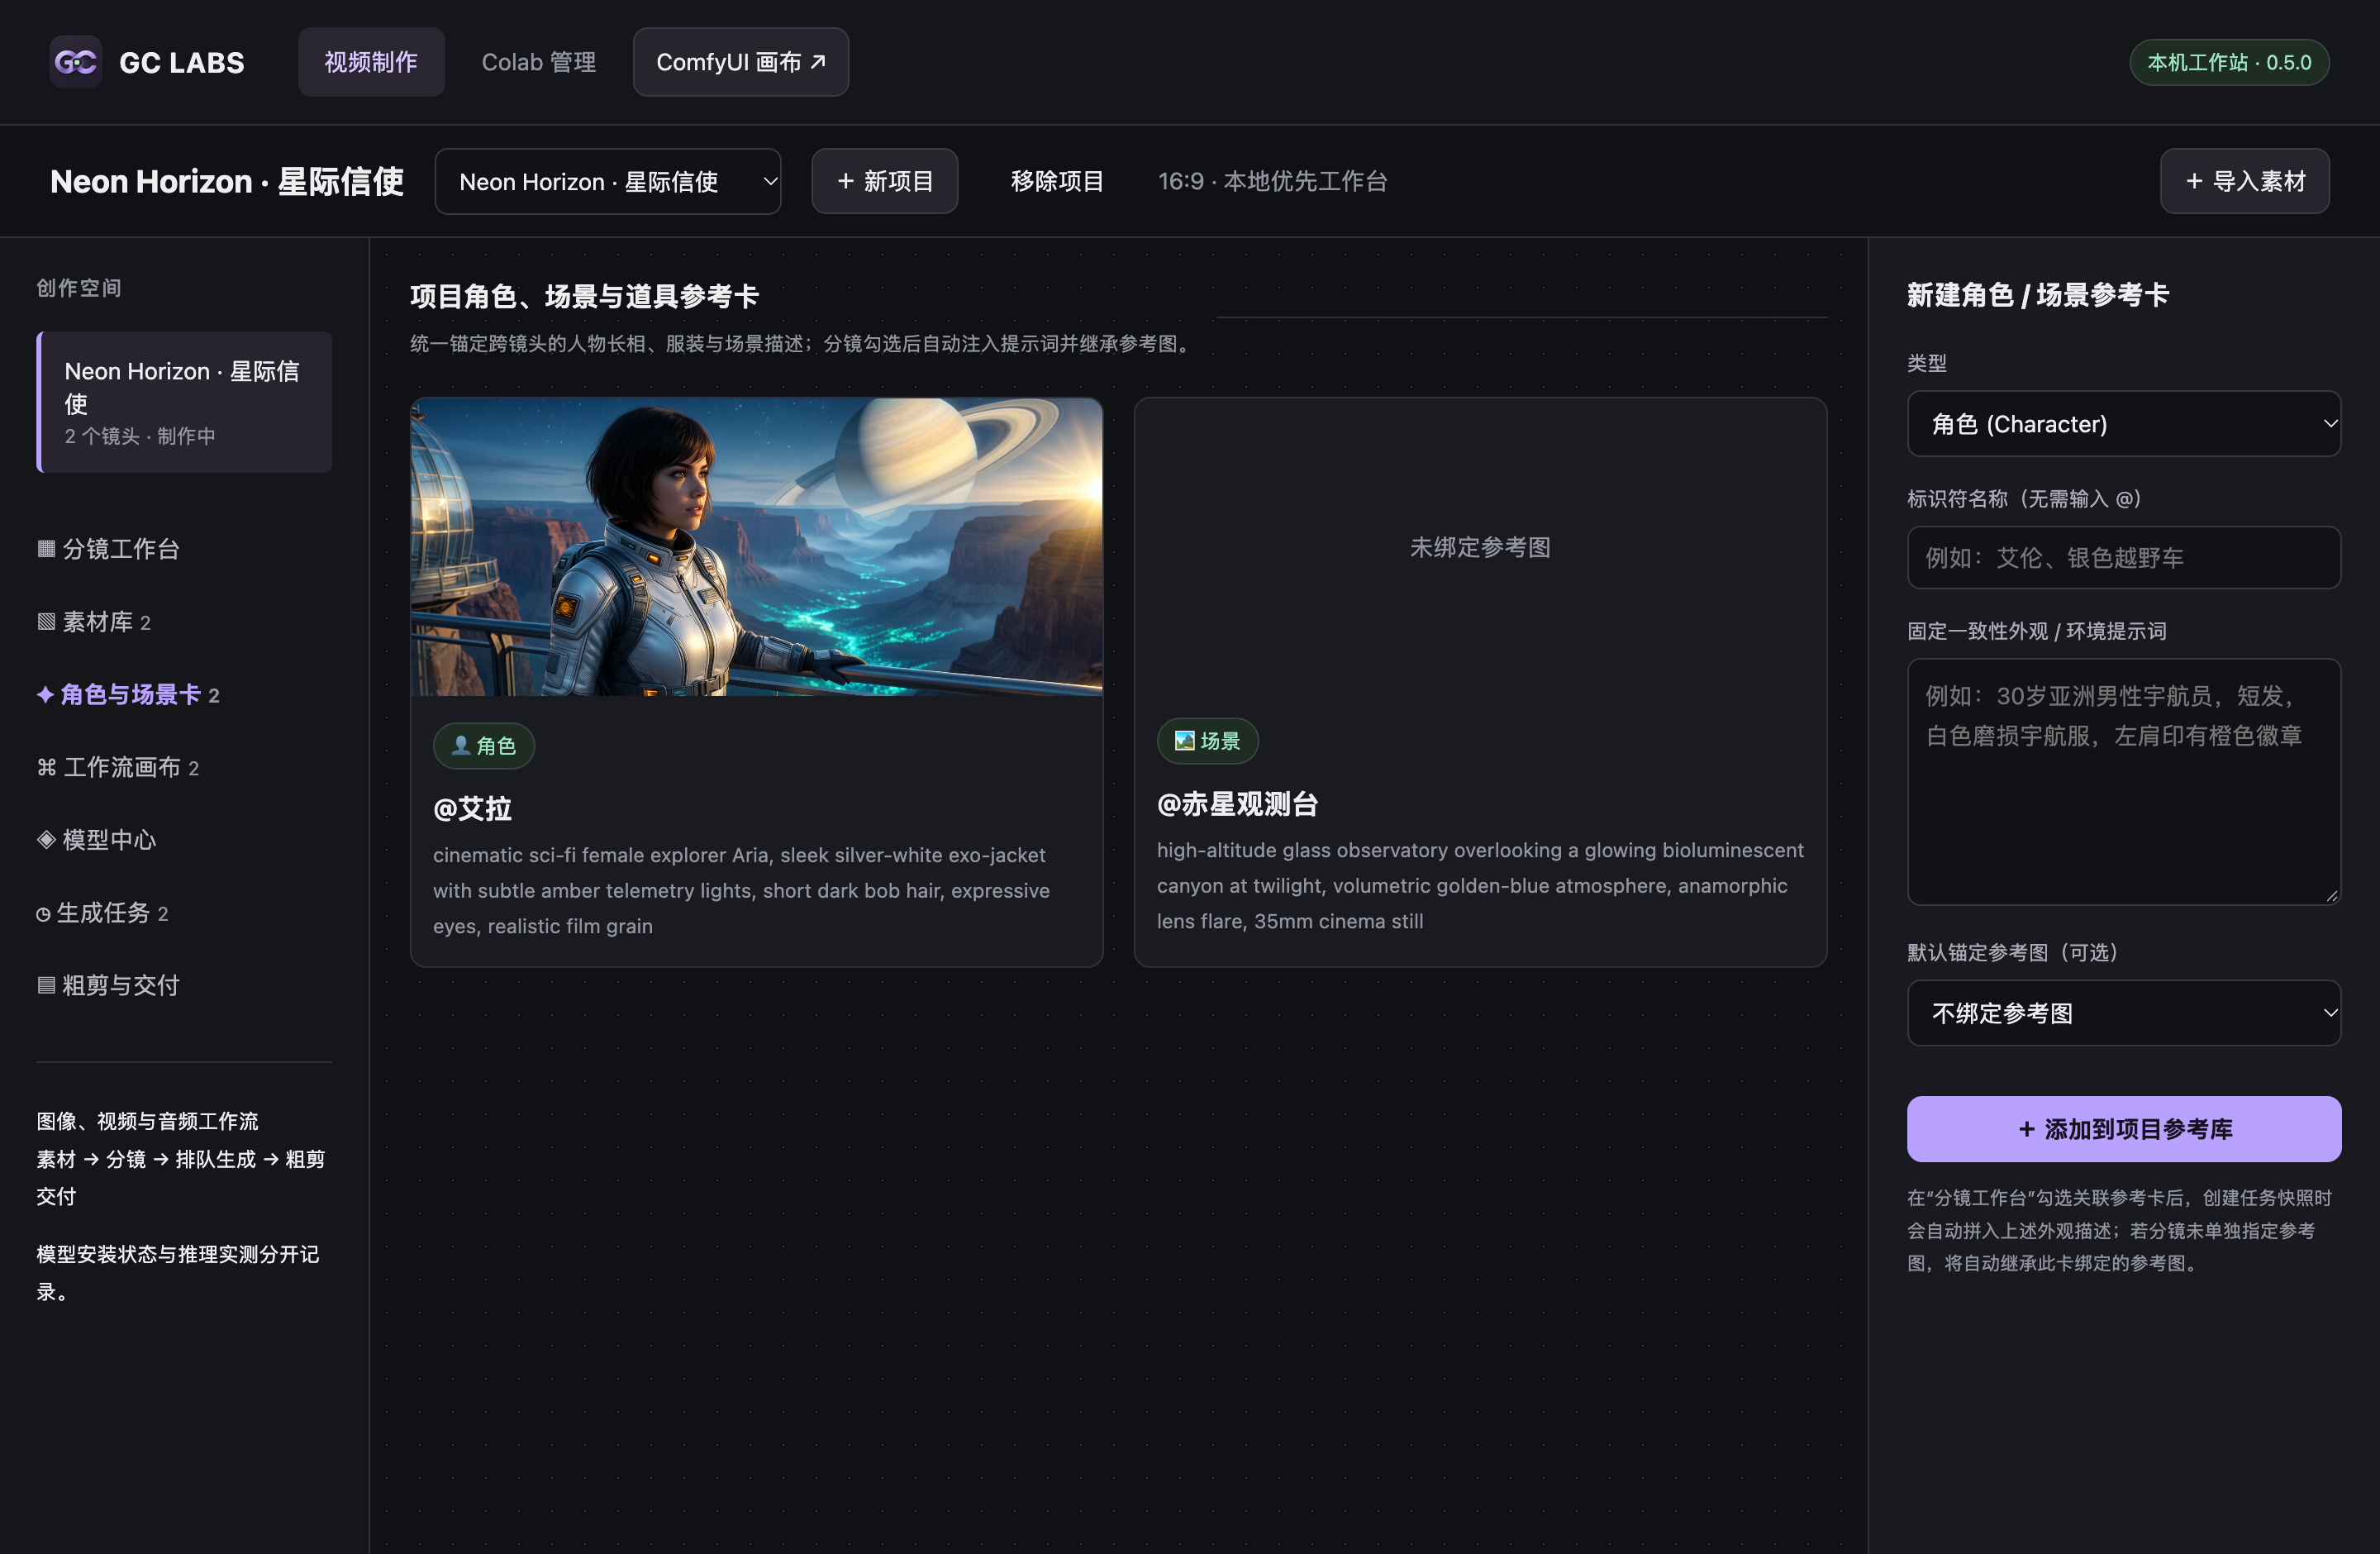 GC LABS
视频制作
Colab 管理
ComfyUI 画布 ↗
本机工作站 · 0.5.0
Neon Horizon · 星际信使
Neon Horizon · 星际信使
+ 新项目
移除项目
16:9 · 本地优先工作台
+ 导入素材
创作空间
Neon Horizon · 星际信
使
2 个镜头 · 制作中
▦ 分镜工作台
▧ 素材库 2
✦ 角色与场景卡 2
⌘ 工作流画布 2
◈ 模型中心
◷ 生成任务 2
▤ 粗剪与交付
图像、视频与音频工作流
素材 → 分镜 → 排队生成 → 粗剪
交付
模型安装状态与推理实测分开记
录。
项目角色、场景与道具参考卡
统一锚定跨镜头的人物长相、服装与场景描述；分镜勾选后自动注入提示词并继承参考图。
👤 角色
@艾拉
cinematic sci-fi female explorer Aria, sleek silver-white exo-jacket
with subtle amber telemetry lights, short dark bob hair, expressive
eyes, realistic film grain
未绑定参考图
🖼️ 场景
@赤星观测台
high-altitude glass observatory overlooking a glowing bioluminescent
canyon at twilight, volumetric golden-blue atmosphere, anamorphic
lens flare, 35mm cinema still
新建角色 / 场景参考卡
类型
角色 (Character)
标识符名称（无需输入 @）
例如：艾伦、银色越野车
固定一致性外观 / 环境提示词
例如：30岁亚洲男性宇航员，短发，
白色磨损宇航服，左肩印有橙色徽章
默认锚定参考图（可选）
不绑定参考图
+ 添加到项目参考库
在“分镜工作台”勾选关联参考卡后，创建任务快照时
会自动拼入上述外观描述；若分镜未单独指定参考
图，将自动继承此卡绑定的参考图。